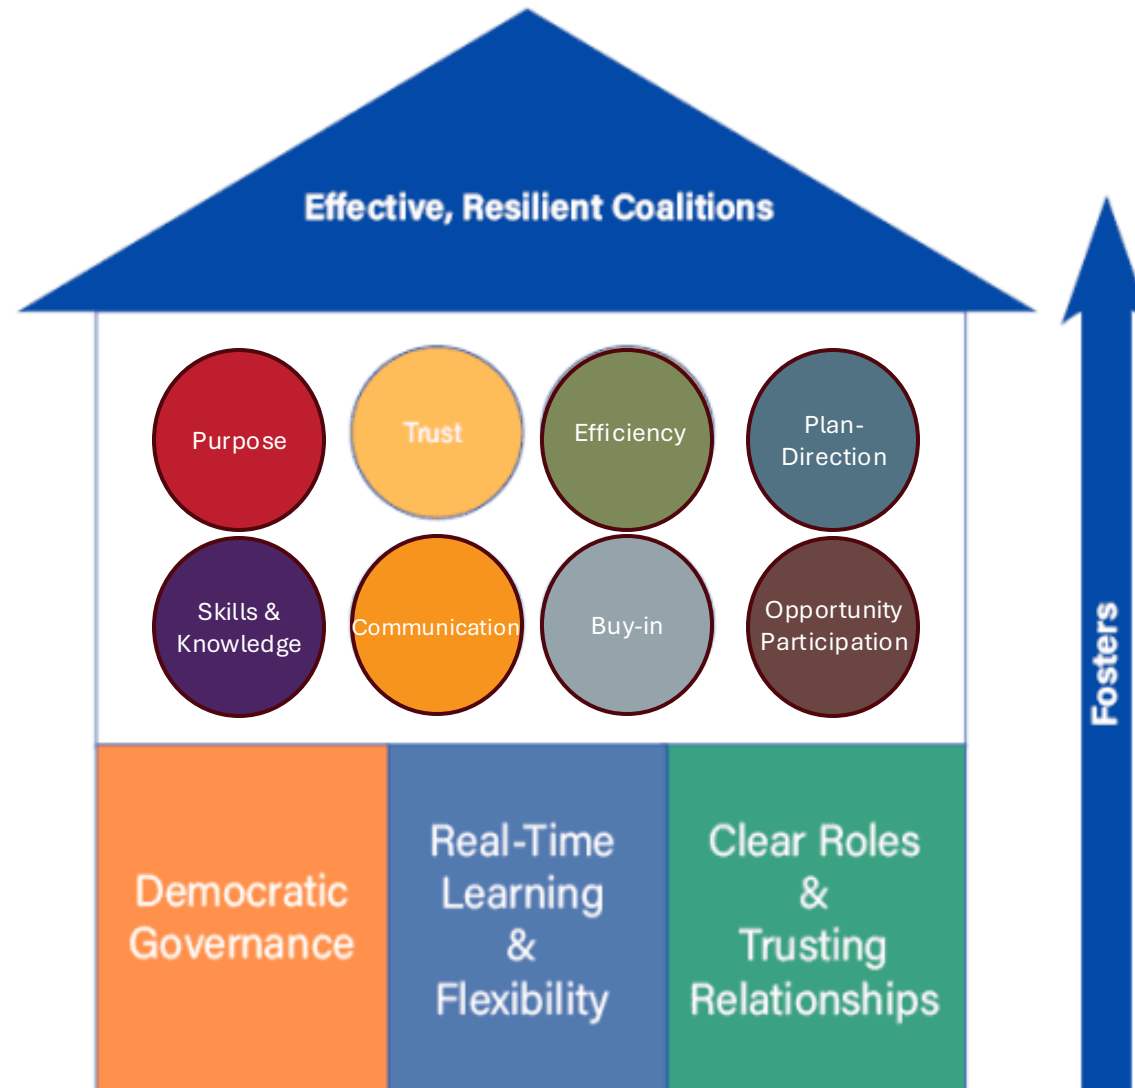 Effective, Resilient Coalitions
Purpose
Trust
Efficiency
Plan-
Direction
Skills &
Knowledge
Communication
Buy-in
Opportunity
Participation
Fosters
Democratic
Governance
Real-Time
Learning
&
Flexibility
Clear Roles
&
Trusting
Relationships